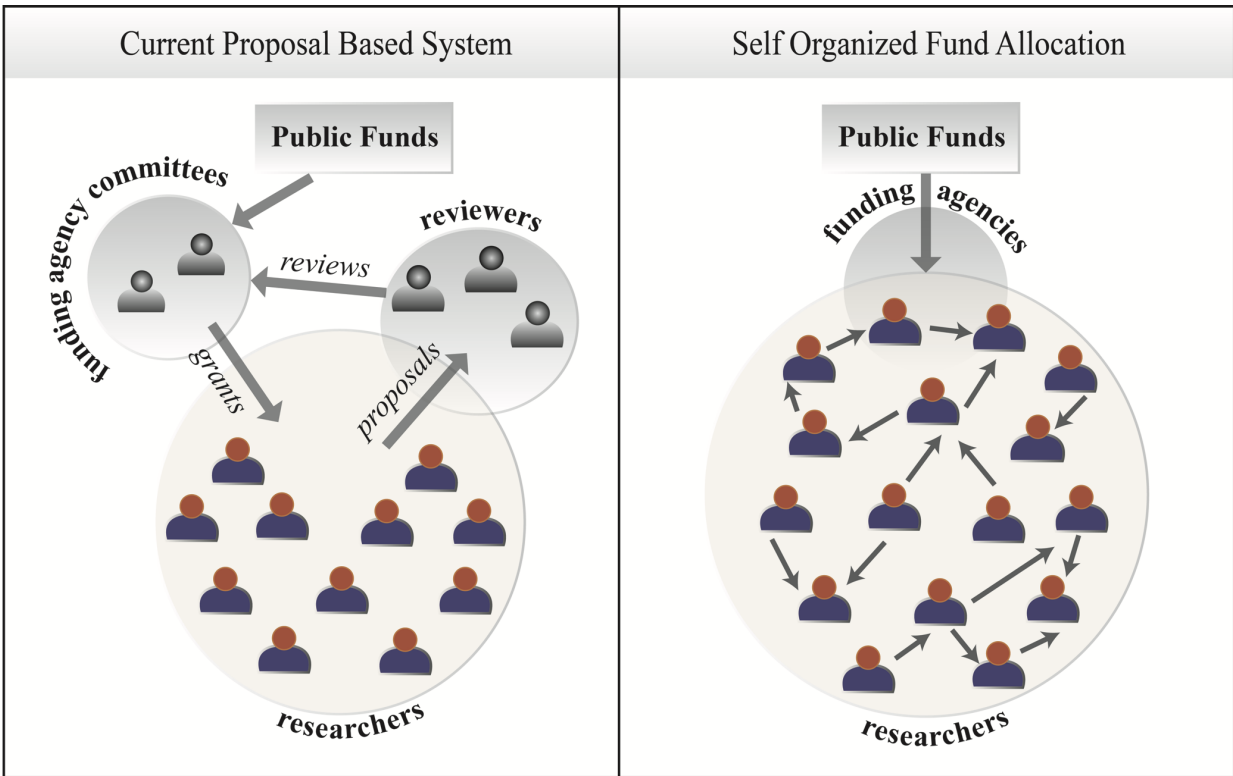 Current Proposal Based System
Public Funds
funding agency committees
reviewers
reviews
grants
proposals
researchers
Self Organized Fund Allocation
Public Funds
funding agencies
researchers